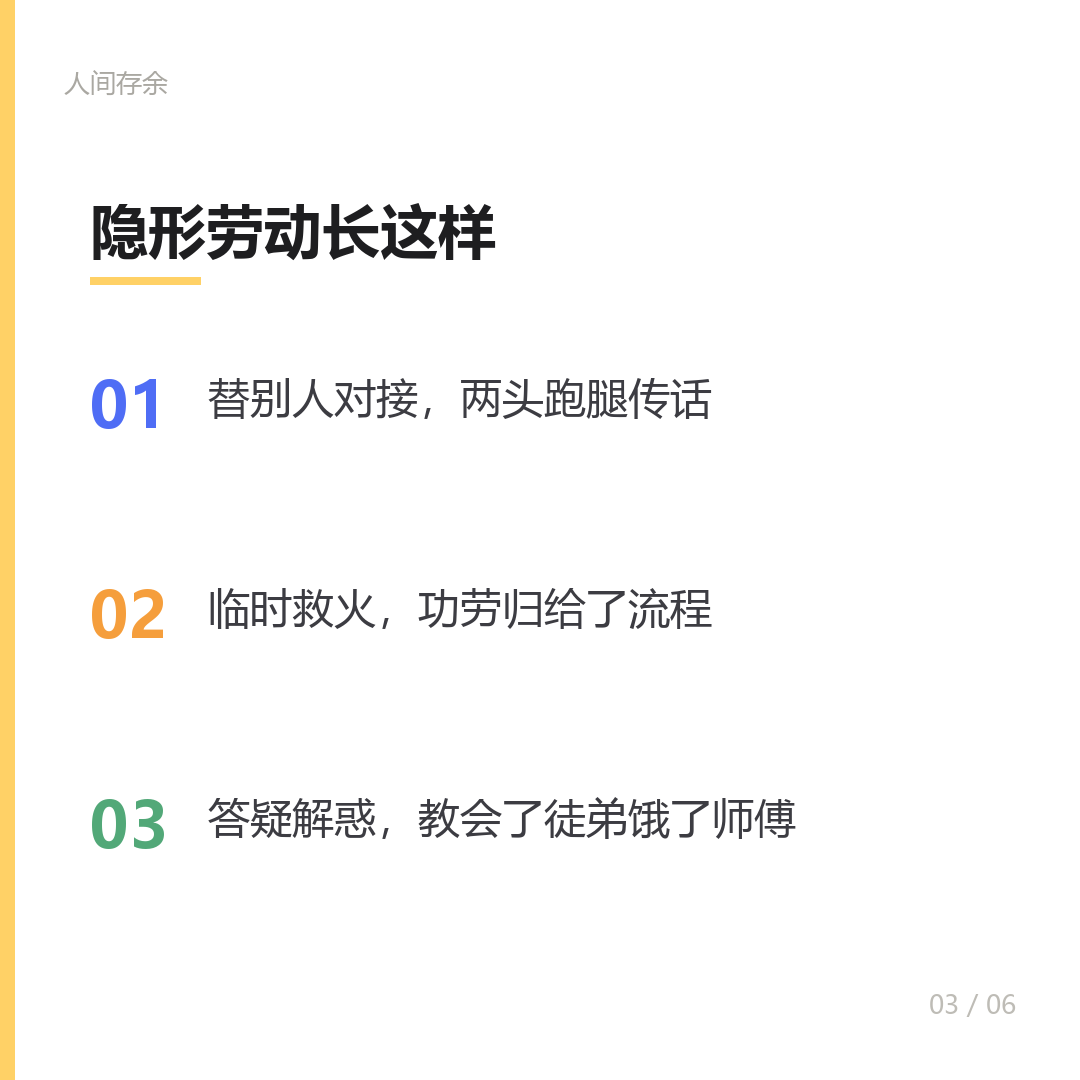 人间存余
隐形劳动长这样
01 替别人对接，两头跑腿传话
02 临时救火，功劳归给了流程
03 答疑解惑，教会了徒弟饿了师傅
03 / 06